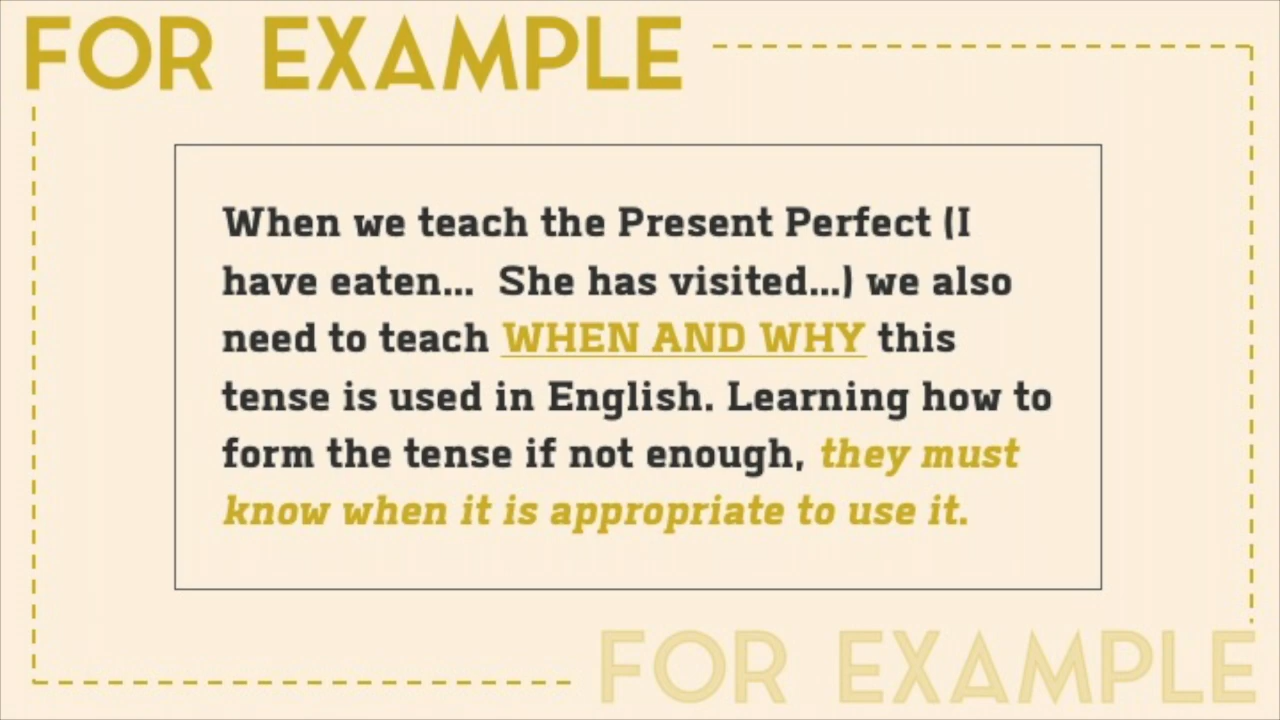 FOR EXAMPLE
When we teach the Present Perfect (I
have eaten...  She has visited...) we also
need to teach WHEN AND WHY this
tense is used in English. Learning how to
form the tense if not enough, they must
know when it is appropriate to use it.
FOR EXAMPLE